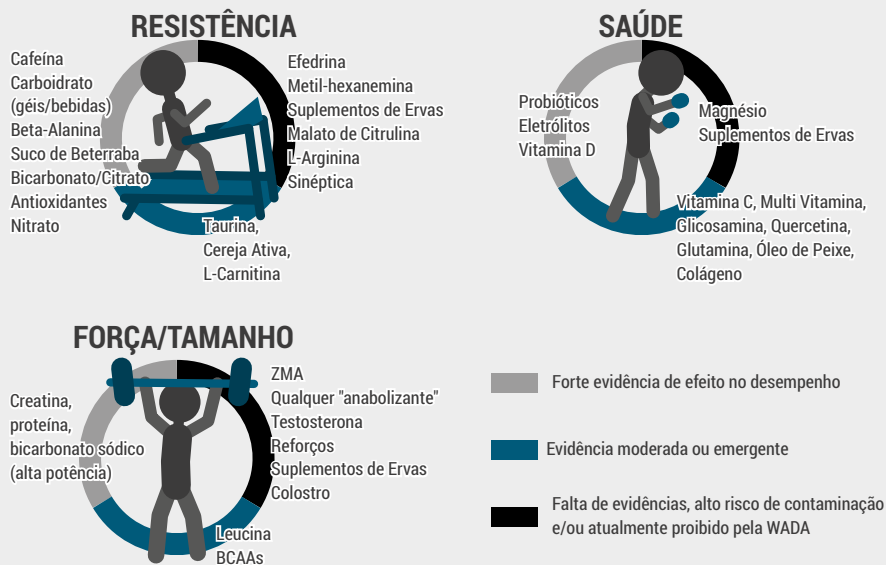 RESISTÊNCIA
Cafeína
Carboidrato
(géis/bebidas)
Beta-Alanina
Suco de Beterraba
Bicarbonato/Citrato
Antioxidantes
Nitrato
Efedrina
Metil-hexanemina
Suplementos de Ervas
Malato de Citrulina
L-Arginina
Sinéptica
Taurina,
Cereja Ativa,
L-Carnitina
SAÚDE
Probióticos
Eletrólitos
Vitamina D
Magnésio
Suplementos de Ervas
Vitamina C, Multi Vitamina,
Glicosamina, Quercetina,
Glutamina, Óleo de Peixe,
Colágeno
FORÇA/TAMANHO
Creatina,
proteína,
bicarbonato sódico
(alta potência)
ZMA
Qualquer "anabolizante"
Testosterona
Reforços
Suplementos de Ervas
Colostro
Leucina
BCAAs
Forte evidência de efeito no desempenho
Evidência moderada ou emergente
Falta de evidências, alto risco de contaminação
e/ou atualmente proibido pela WADA